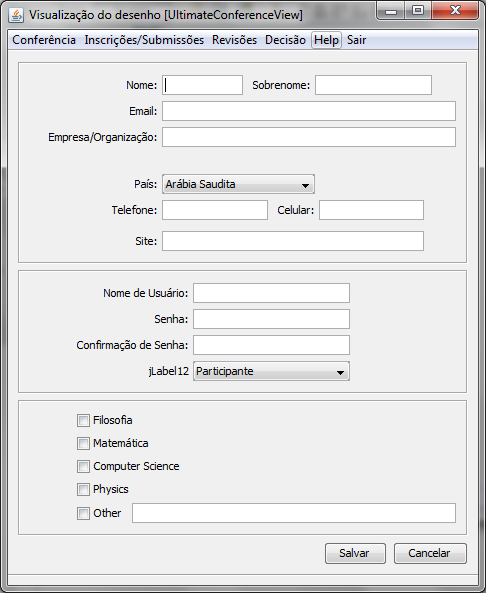 Visualização do desenho [UltimateConferenceView]
Conferência Inscrições/Submissões Revisões Decisão Help Sair
Nome: Sobrenome:
Email:
Empresa/Organização:
País: Arábia Saudita
Telefone: Celular:
Site:
Nome de Usuário:
Senha:
Confirmação de Senha:
jLabel12 Participante
Filosofia
Matemática
Computer Science
Physics
Other
Salvar Cancelar